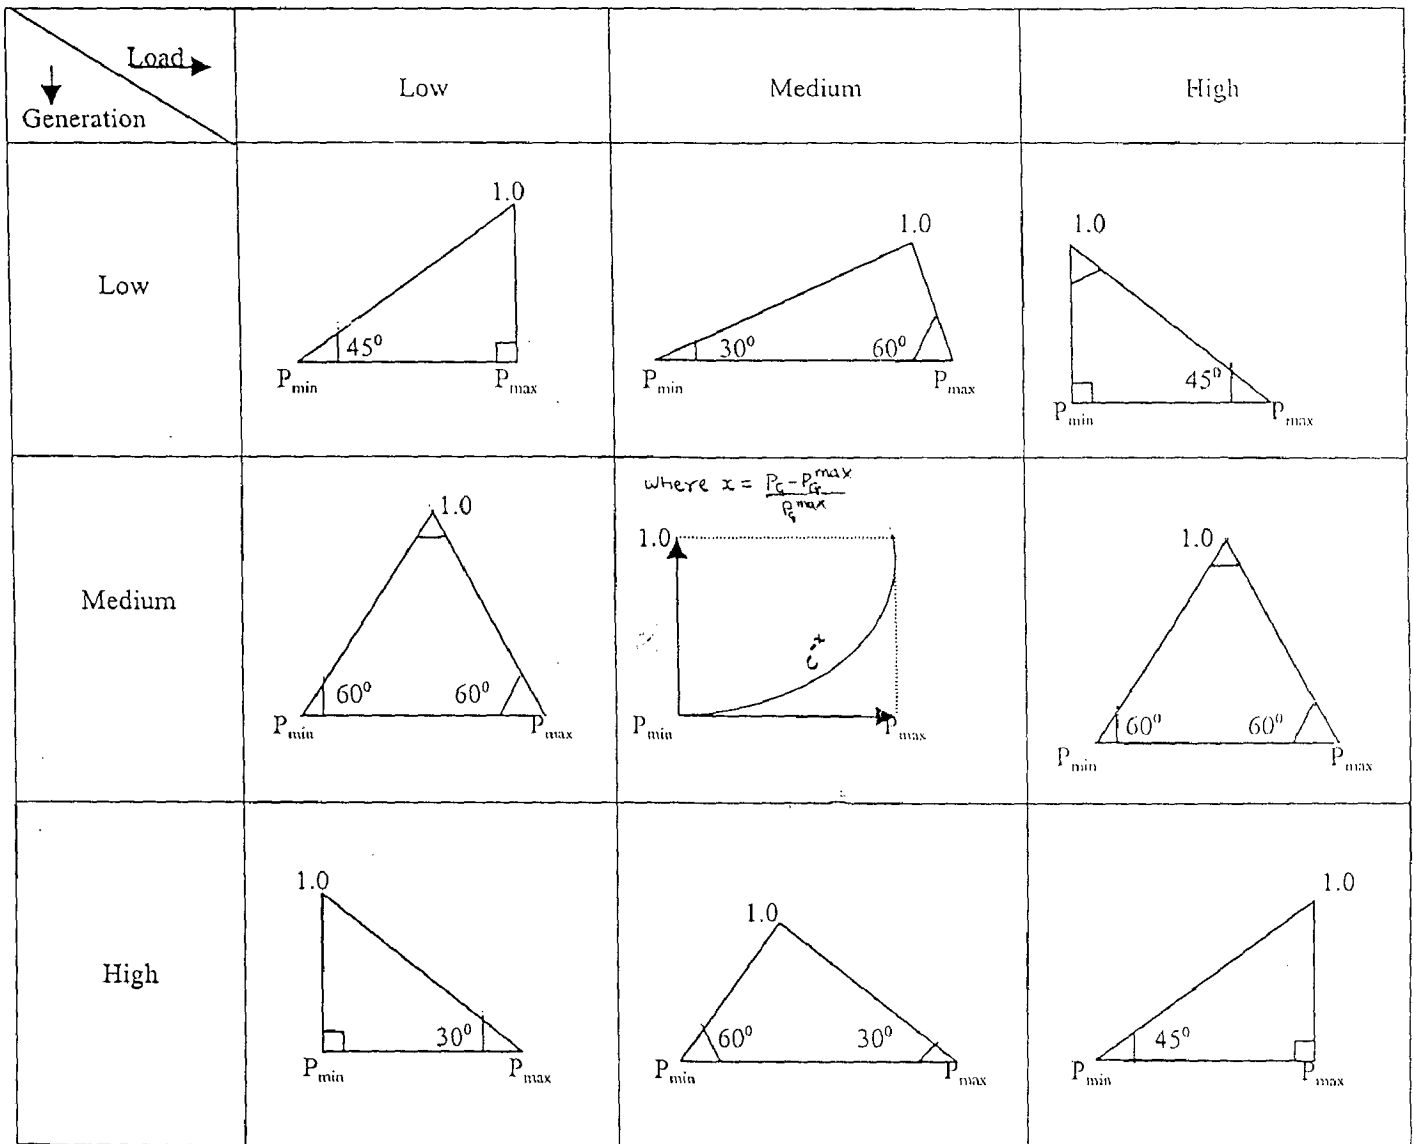 Load
Generation
Low
Medium
High
Low
1.0
45⁰
P_min
P_max
1.0
30⁰
60⁰
P_min
P_max
1.0
45⁰
P_min
P_max
Medium
1.0
60⁰
60⁰
P_min
P_max
where x = (P_G - P_G^max) / P_G^max
1.0
P_min
P_max
1.0
60⁰
60⁰
P_min
P_max
High
1.0
30⁰
P_min
P_max
1.0
60⁰
30⁰
P_min
P_max
1.0
45⁰
P_min
P_max